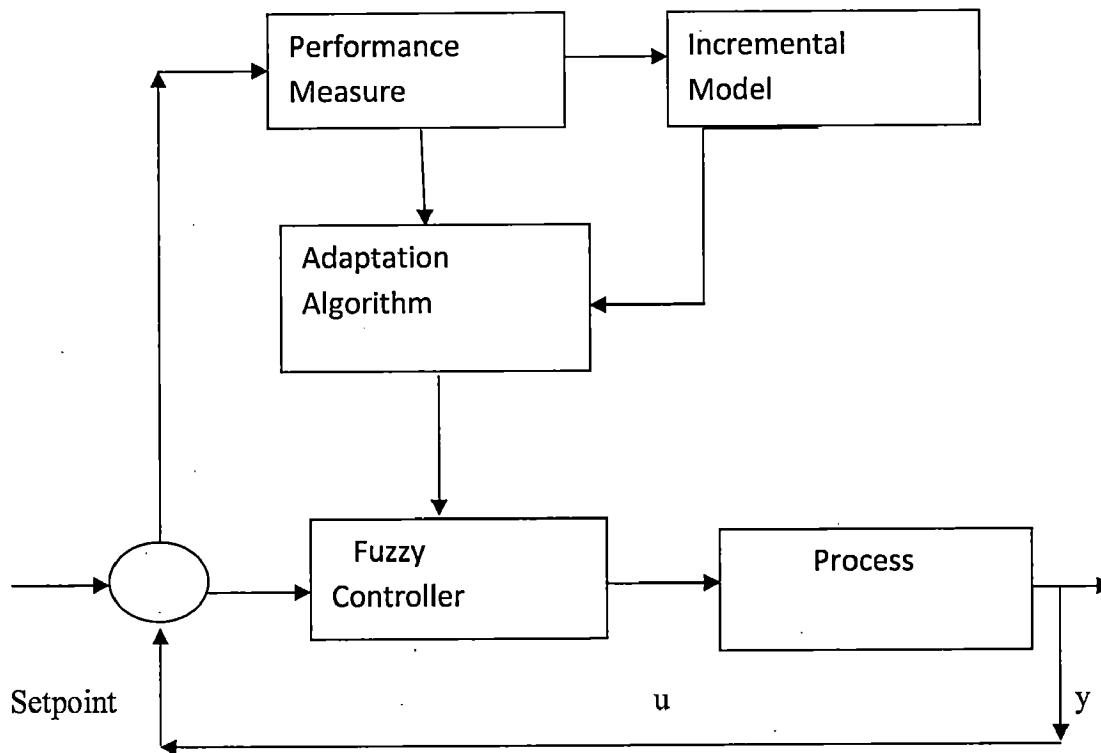 Performance
Measure
Incremental
Model
Adaptation
Algorithm
Fuzzy
Controller
Process
Setpoint
u
y